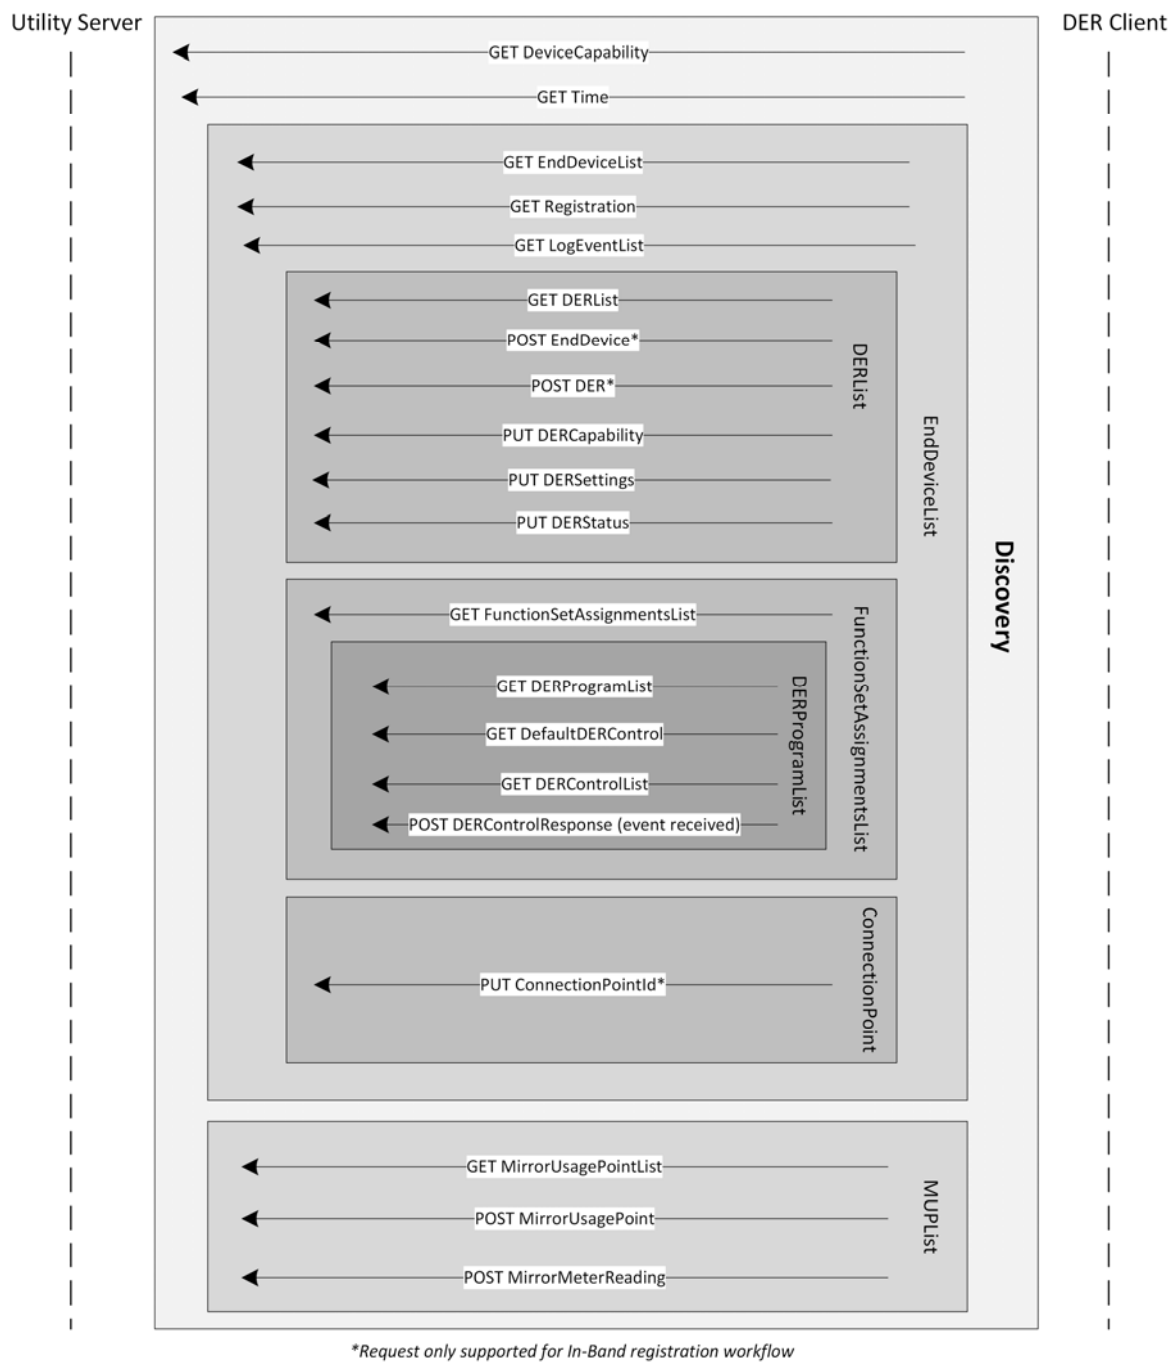 Utility Server
DER Client
GET DeviceCapability
GET Time
GET EndDeviceList
GET Registration
GET LogEventList
GET DERList
POST EndDevice*
POST DER*
PUT DERCapability
PUT DERSettings
PUT DERStatus
DERList
EndDeviceList
Discovery
GET FunctionSetAssignmentsList
GET DERProgramList
GET DefaultDERControl
GET DERControlList
POST DERControlResponse (event received)
DERProgramList
FunctionSetAssignmentsList
PUT ConnectionPointId*
ConnectionPoint
GET MirrorUsagePointList
POST MirrorUsagePoint
POST MirrorMeterReading
MUPList
*Request only supported for In-Band registration workflow